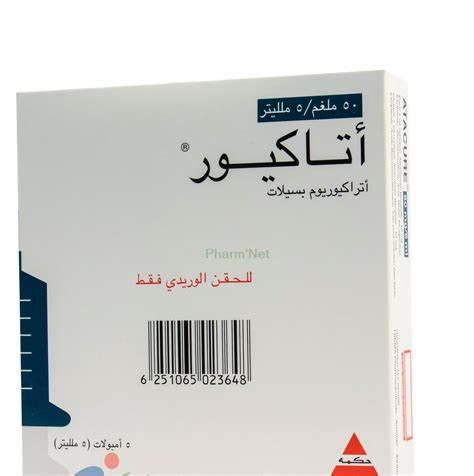 ٥٠ ملغم/٥ ملليتر
أتاكيور®
أتراكيوريوم بسيلات
Pharm'Net
للحقن الوريدي فقط
6 251065 023648
٥ أمبولات (٥ ملليتر)
حكمة
ATACURE